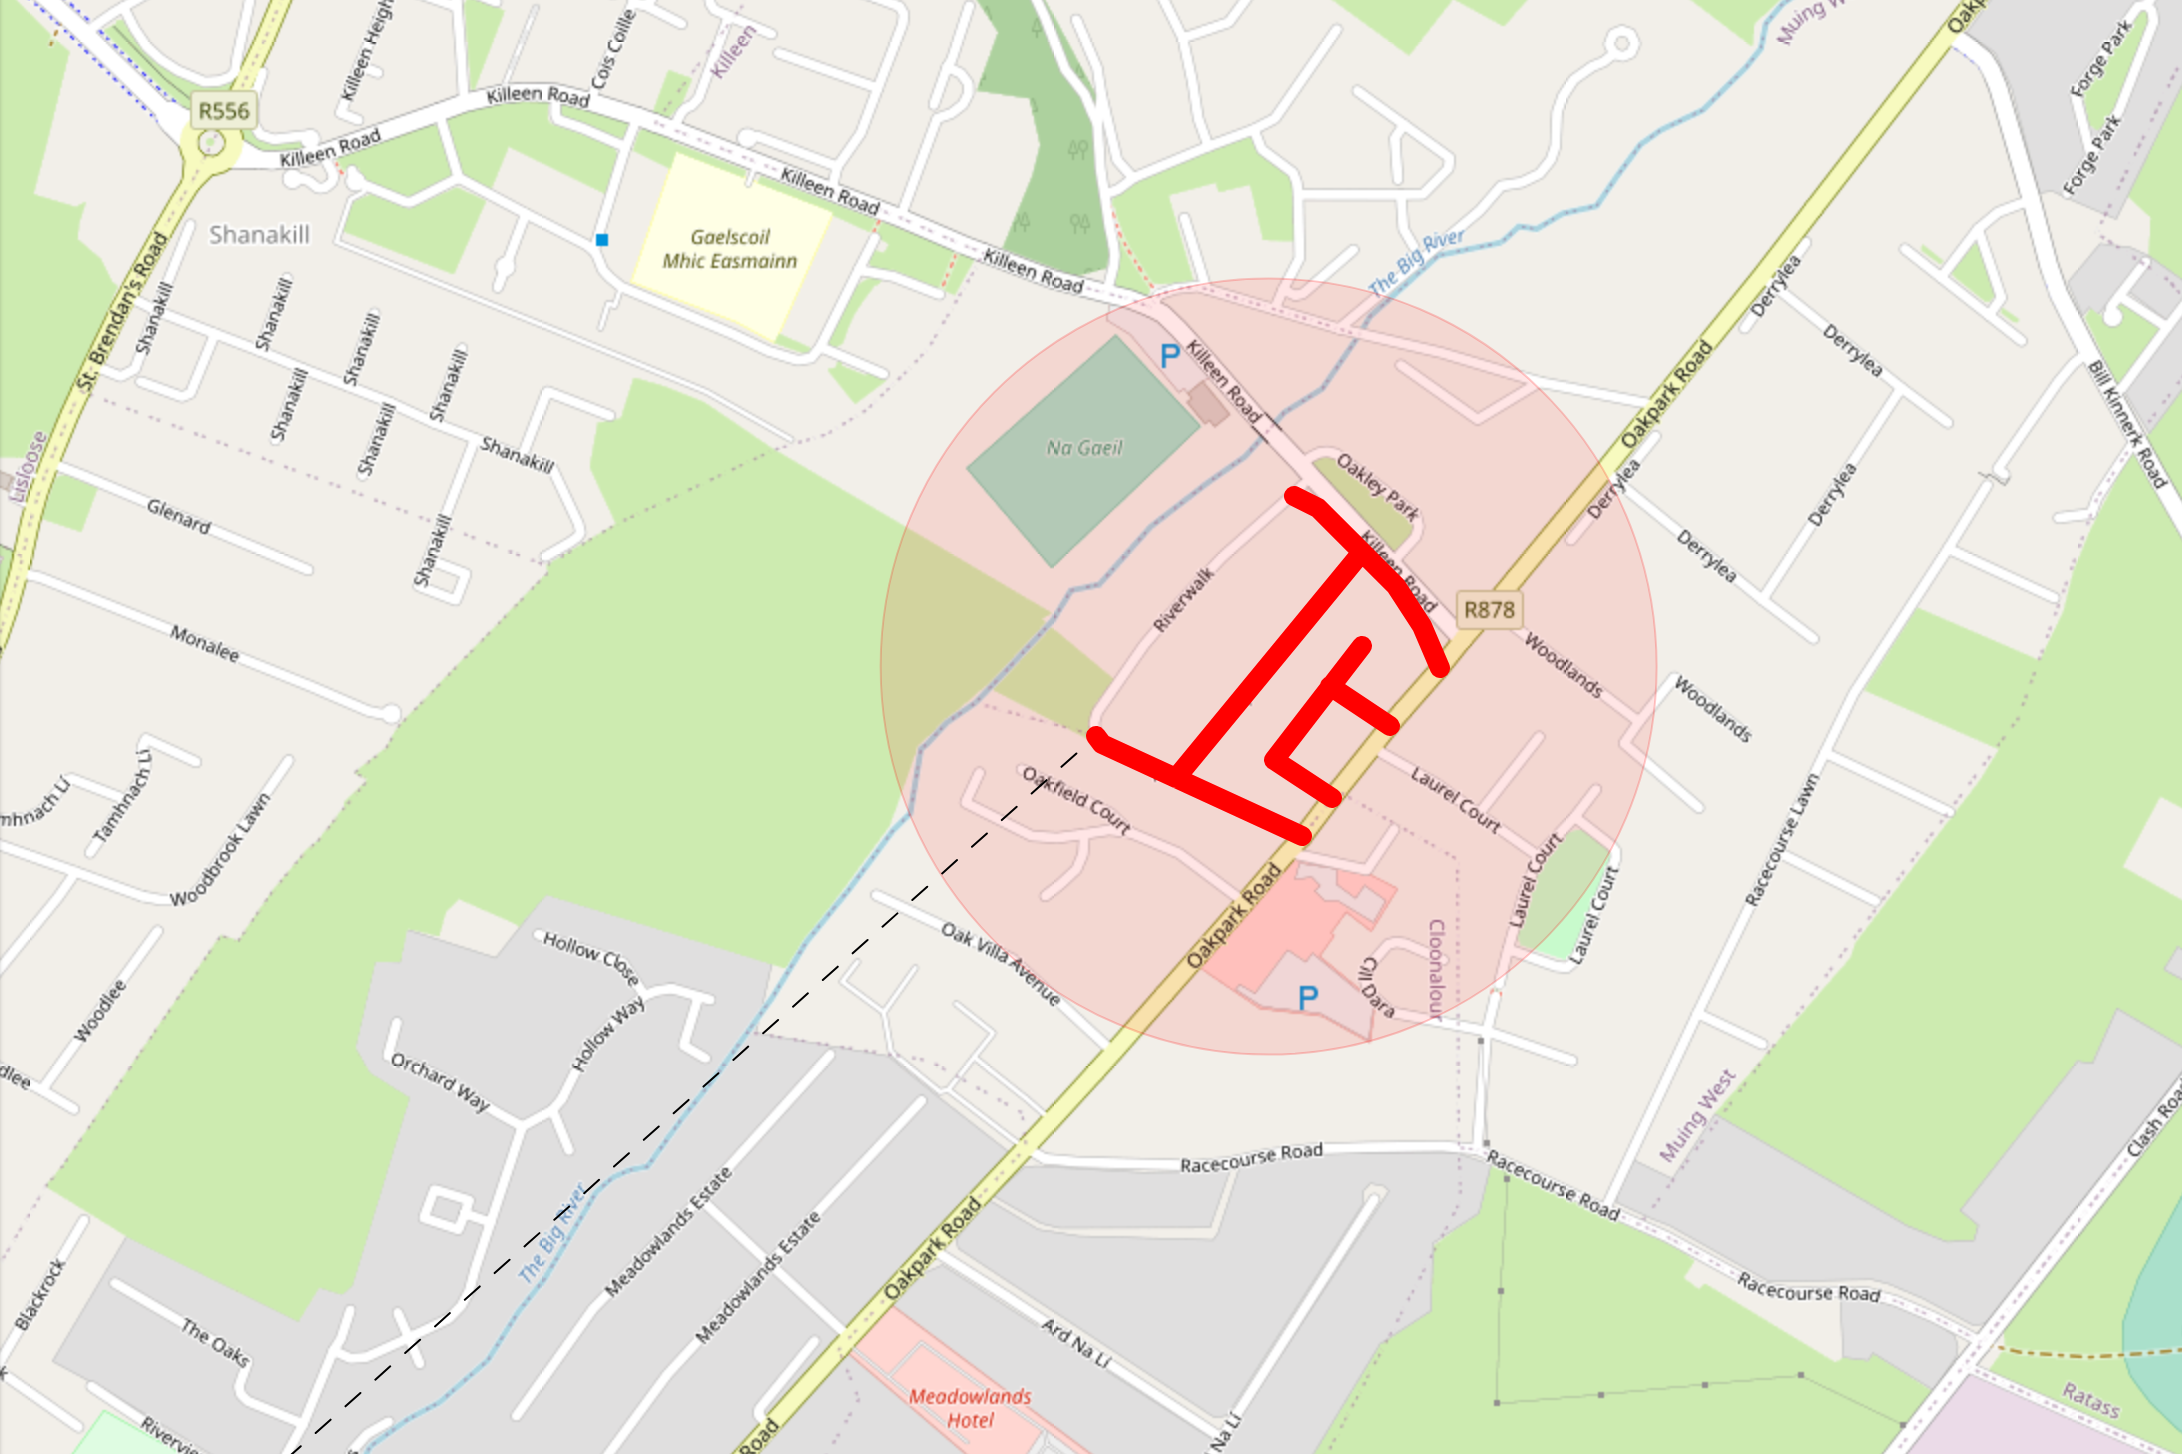 Oakp
Muing W
Forge Park
Forge Park
Killeen Heigh
Cois Coille
Killeen
R556
Killeen Road
Killeen Road
Killeen Road
Killeen Road
Shanakill
Gaelscoil
Mhic Easmainn
The Big River
St. Brendan's Road
Shanakill
Shanakill
Shanakill
Shanakill
Shanakill
Shanakill
Shanakill
Shanakill
Lisloose
Glenard
Monalee
P
Killeen Road
Na Gaeil
Oakley Park
Killeen Road
Riverwalk
R878
Oakpark Road
Derrylea
Derrylea
Derrylea
Derrylea
Derrylea
Bill Kinnerk Road
Woodlands
Woodlands
Laurel Court
Laurel Court
Laurel Court
Racecourse Lawn
Oakfield Court
Oakpark Road
Oak Villa Avenue
Cloonalour
Cill Dara
P
Tamhnach Lí
mhnach Lí
Woodbrook Lawn
Woodlee
dlee
Hollow Close
Hollow Way
Orchard Way
The Big River
Meadowlands Estate
Meadowlands Estate
Racecourse Road
Racecourse Road
Racecourse Road
Muing West
Clash Roa
Oakpark Road
Blackrock
k
The Oaks
Rivervie
Ard Na Lí
Na Lí
Meadowlands
Hotel
Road
Ratass